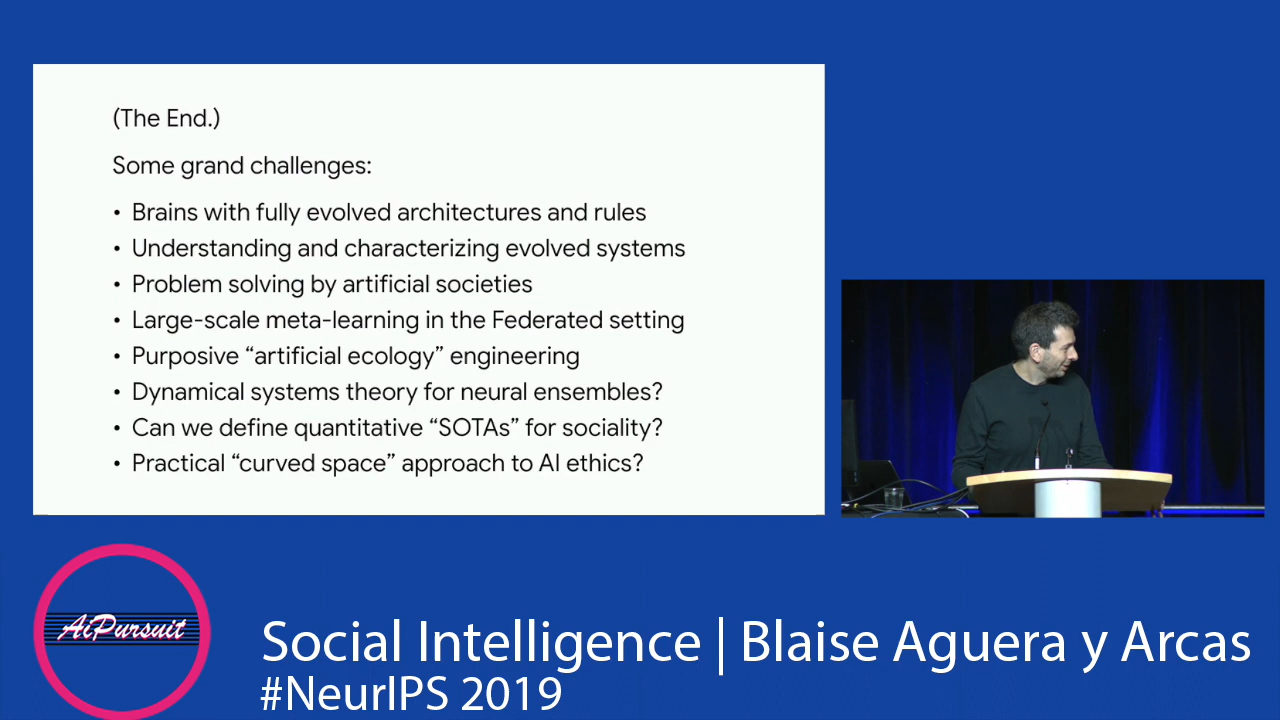 (The End.)
Some grand challenges:
• Brains with fully evolved architectures and rules
• Understanding and characterizing evolved systems
• Problem solving by artificial societies
• Large-scale meta-learning in the Federated setting
• Purposive “artificial ecology” engineering
• Dynamical systems theory for neural ensembles?
• Can we define quantitative “SOTAs” for sociality?
• Practical “curved space” approach to AI ethics?
AiPursuit
Social Intelligence | Blaise Aguera y Arcas
#NeurIPS 2019